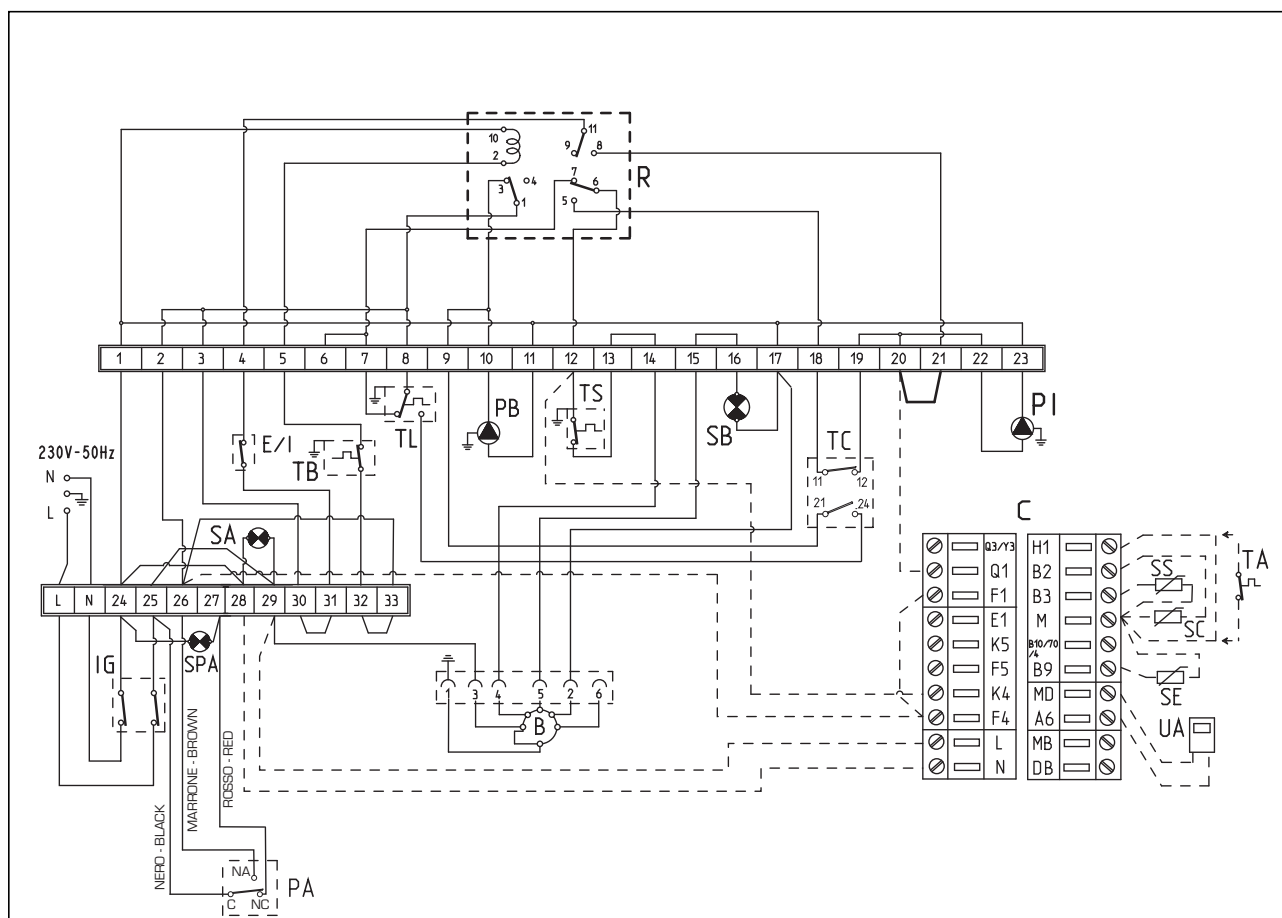 10
11
9
8
2
R
7
3
4
6
1
5
1 2 3 4 5 6 7 8 9 10 11 12 13 14 15 16 17 18 19 20 21 22 23
TS
PB
PI
TL
SB
E/I
TC
230V-50Hz
TB
11
12
N
21
24
C
L
SA
Q3/Y3
H1
Q1
B2
SS
TA
F1
B3
L N 24 25 26 27 28 29 30 31 32 33
E1
M
SC
K5
B10/70/4
SPA
IG
F5
B9
1 3 4 5 2 6
K4
MD
SE
B
F4
A6
UA
L
MB
N
DB
NERO - BLACK
MARRONE - BROWN
ROSSO - RED
NA
PA
C
NC